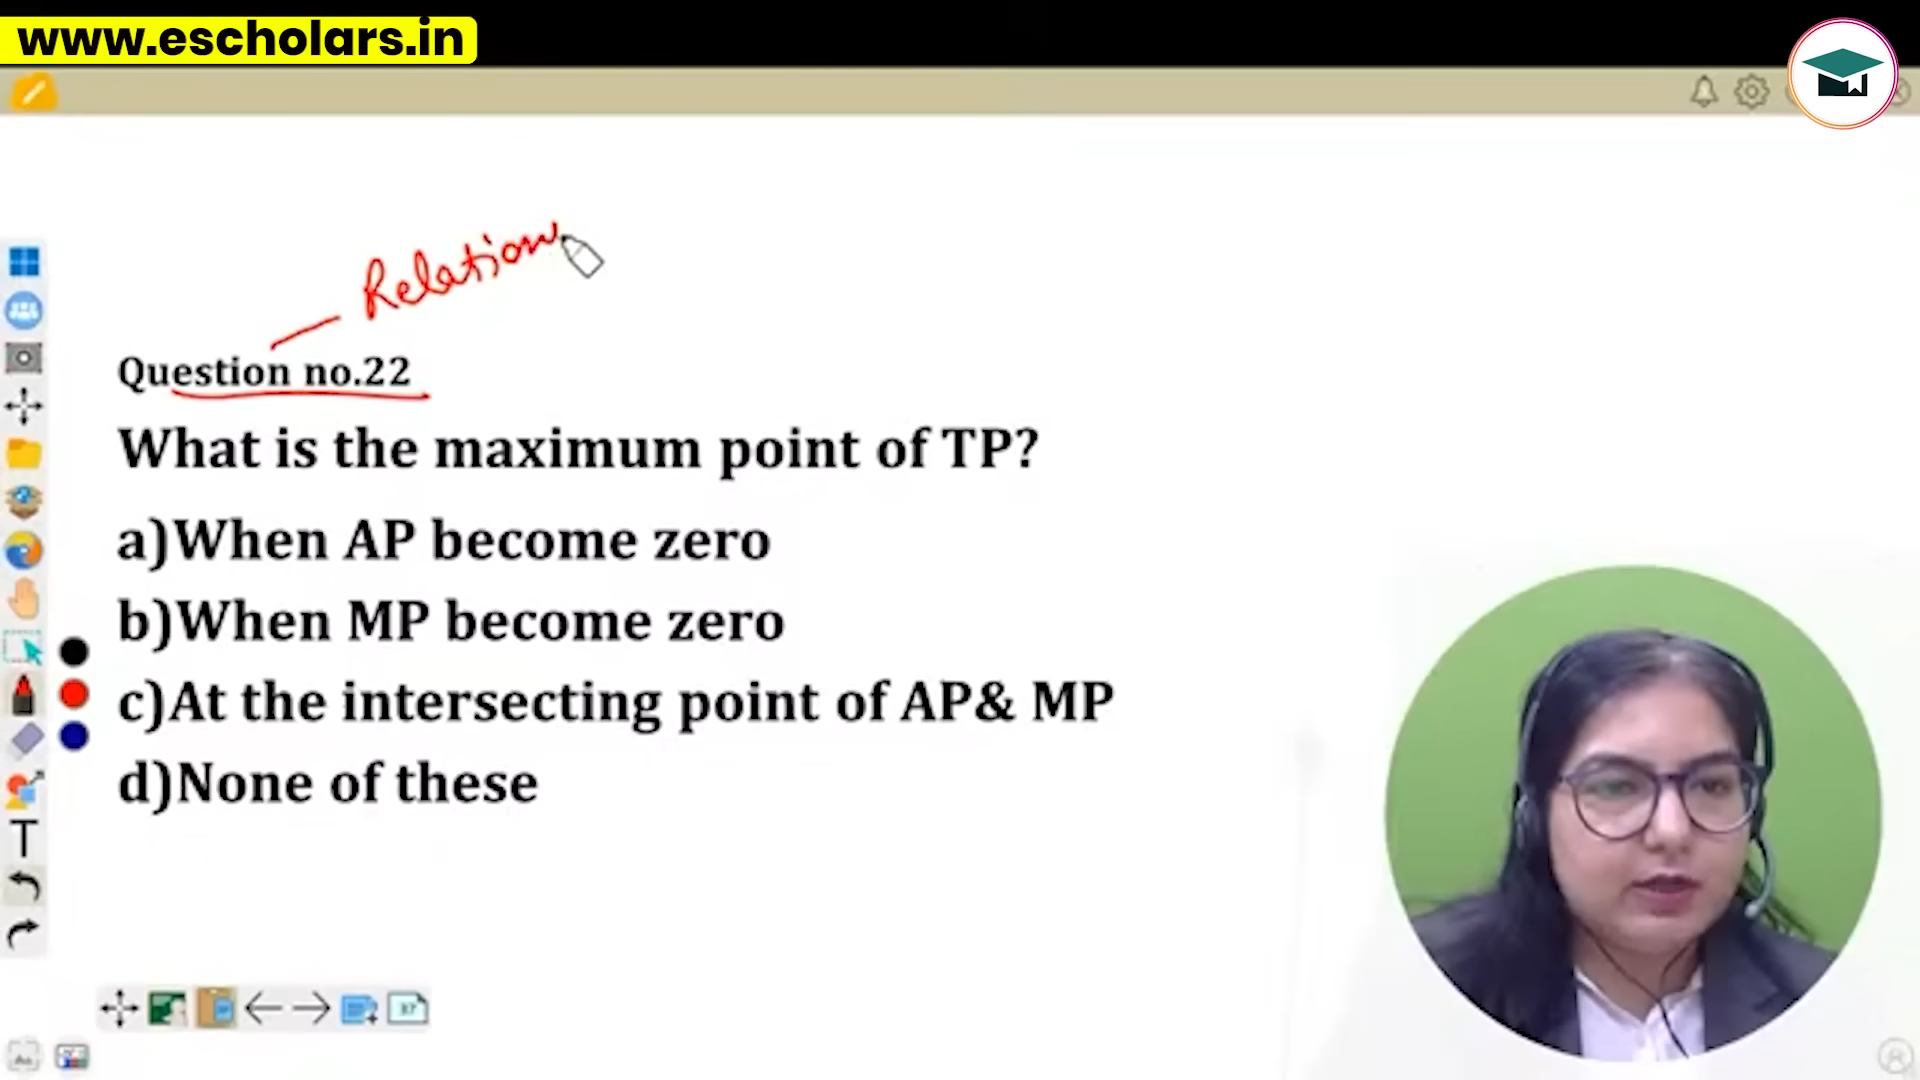 www.escholars.in
Relation
Question no.22
What is the maximum point of TP?
a)When AP become zero
b)When MP become zero
c)At the intersecting point of AP& MP
d)None of these
T
37